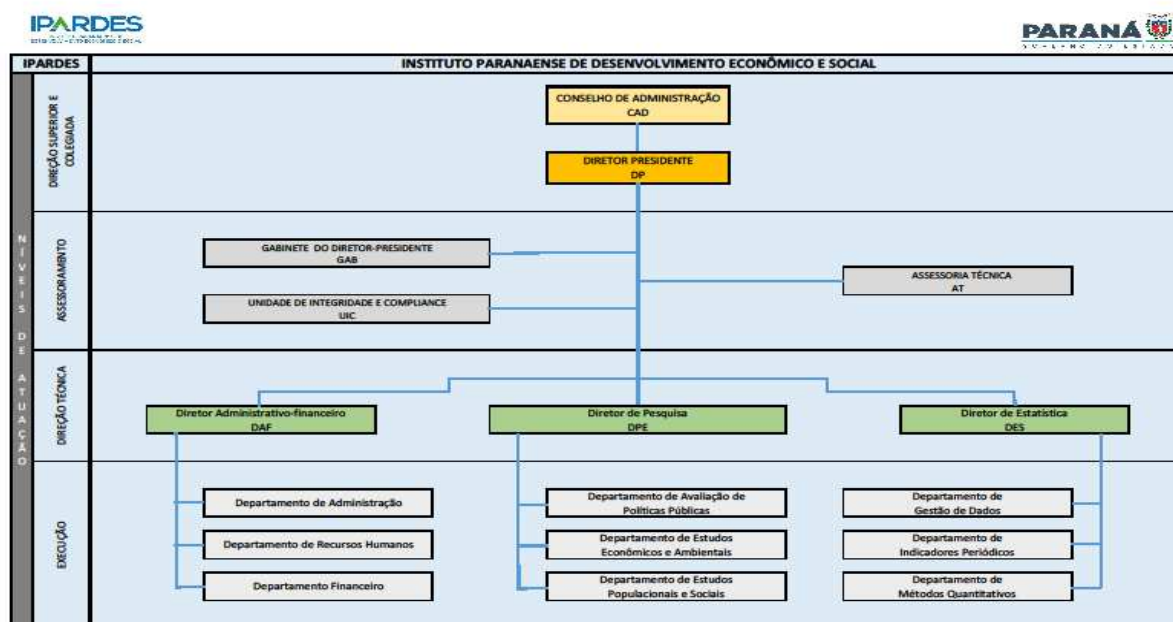 IPARDES
PARANÁ
GOVERNO DO ESTADO
IPARDES
INSTITUTO PARANAENSE DE DESENVOLVIMENTO ECONÔMICO E SOCIAL
NÍVEIS DE ATUAÇÃO
DIREÇÃO SUPERIOR E
COLEGIADA
CONSELHO DE ADMINISTRAÇÃO
CAD
DIRETOR PRESIDENTE
DP
ASSESSORAMENTO
GABINETE DO DIRETOR-PRESIDENTE
GAB
ASSESSORIA TÉCNICA
AT
UNIDADE DE INTEGRIDADE E COMPLIANCE
UIC
DIREÇÃO TÉCNICA
Diretor Administrativo-financeiro
DAF
Diretor de Pesquisa
DPE
Diretor de Estatística
DES
EXECUÇÃO
Departamento de Administração
Departamento de Avaliação de
Políticas Públicas
Departamento de
Gestão de Dados
Departamento de Recursos Humanos
Departamento de Estudos
Econômicos e Ambientais
Departamento de
Indicadores Periódicos
Departamento Financeiro
Departamento de Estudos
Populacionais e Sociais
Departamento de
Métodos Quantitativos